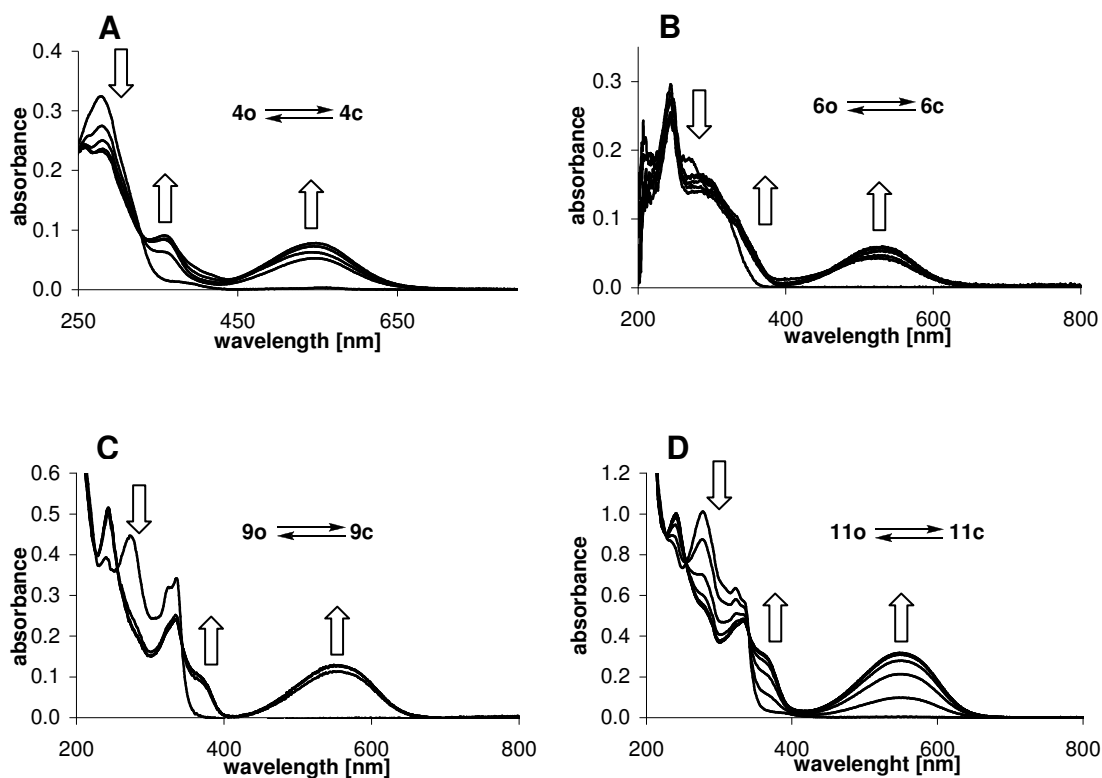 A
0.4
0.3
0.2
0.1
0.0
absorbance
4o 4c
250 450 650
wavelength [nm]
B
0.3
0.2
0.1
0.0
absorbance
6o 6c
200 400 600 800
wavelength [nm]
C
0.6
0.5
0.4
0.3
0.2
0.1
0.0
absorbance
9o 9c
200 400 600 800
wavelength [nm]
D
1.2
1.0
0.8
0.6
0.4
0.2
0.0
absorbance
11o 11c
200 400 600 800
wavelenght [nm]